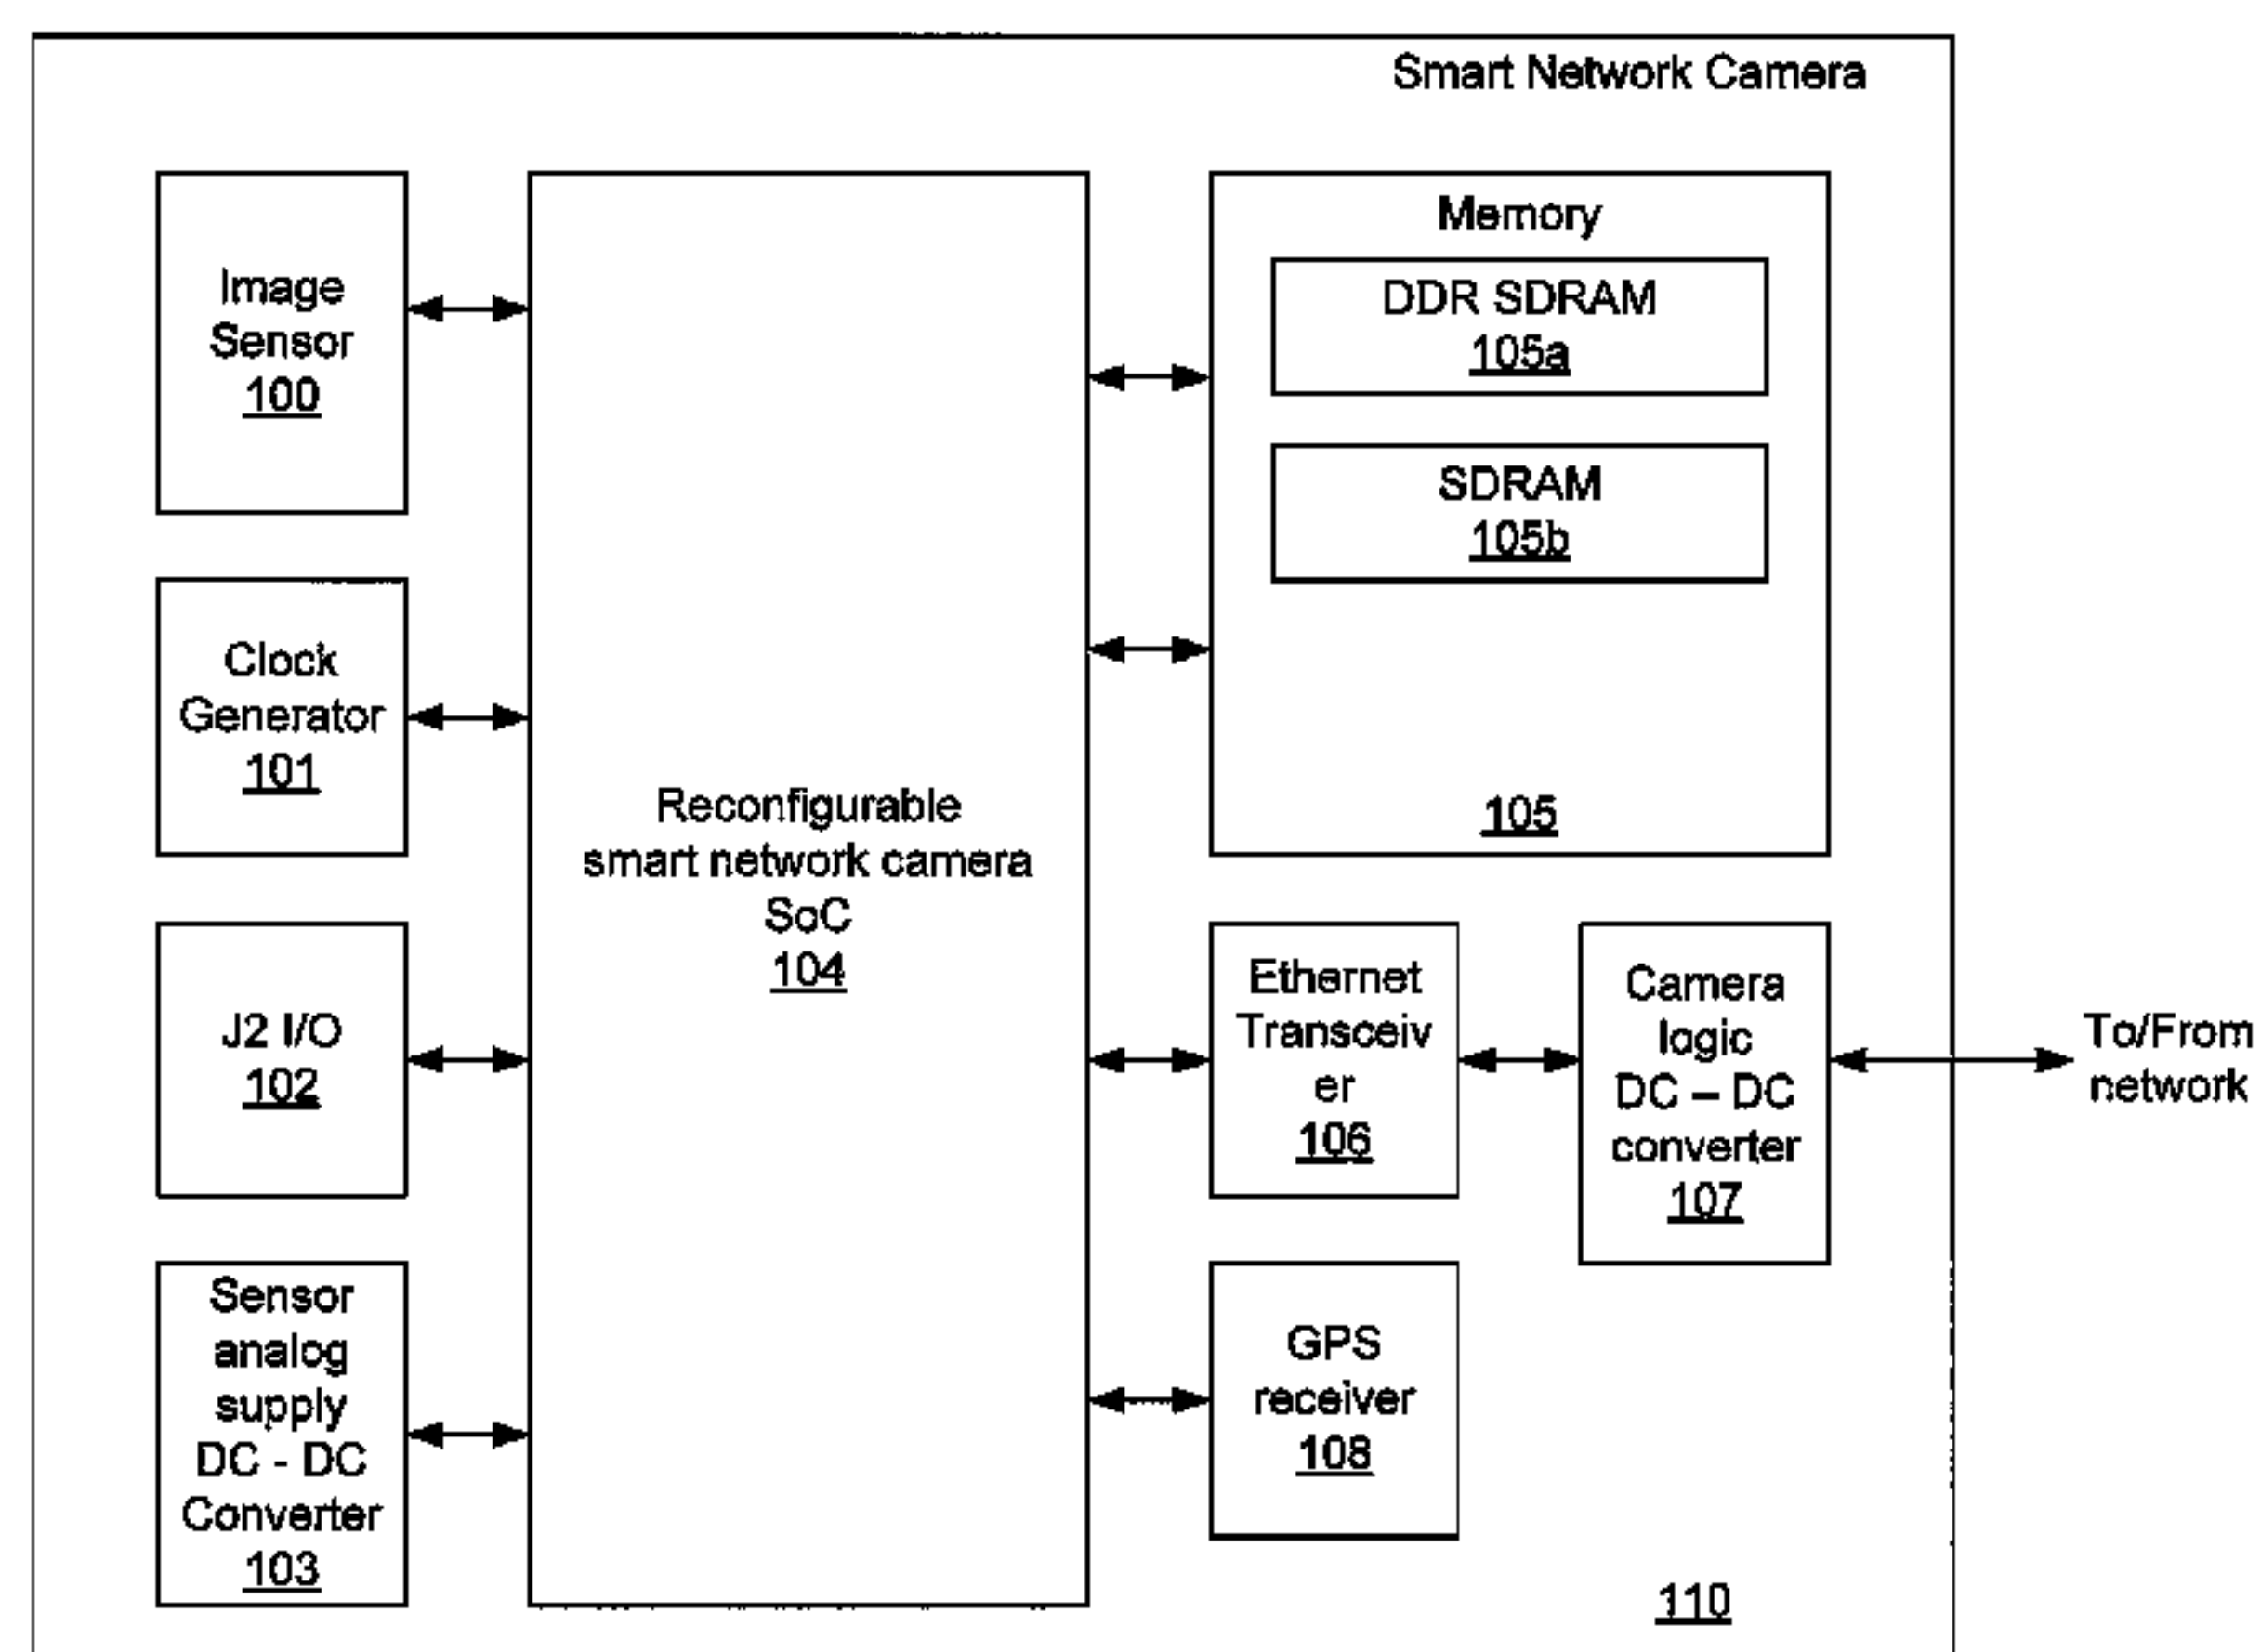 Smart Network Camera
Image
Sensor
100
Clock
Generator
101
J2 I/O
102
Sensor
analog
supply
DC - DC
Converter
103
Reconfigurable
smart network camera
SoC
104
Memory
DDR SDRAM
105a
SDRAM
105b
105
Ethernet
Transceiv
er
106
Camera
logic
DC – DC
converter
107
To/From
network
GPS
receiver
108
110